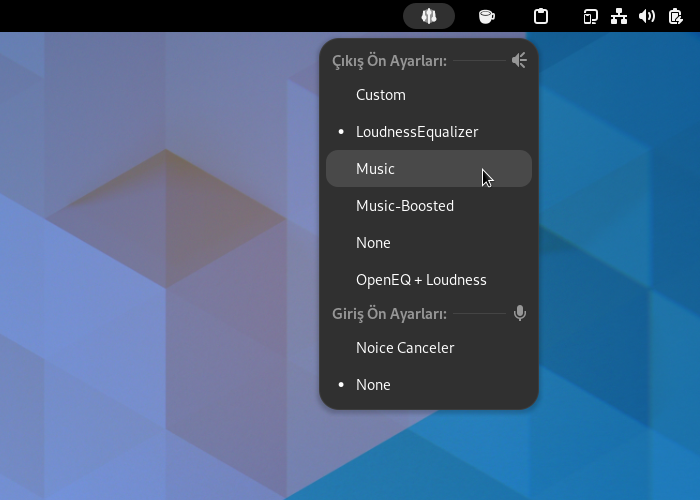 Çıkış Ön Ayarları:
Custom
LoudnessEqualizer
Music
Music-Boosted
None
OpenEQ + Loudness
Giriş Ön Ayarları:
Noice Canceler
None